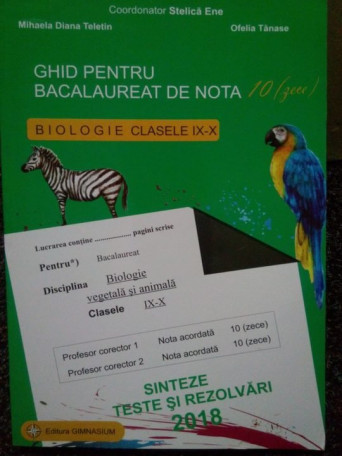 Coordonator Stelică Ene
Mihaela Diana Teletin
Ofelia Tănase
GHID PENTRU
BACALAUREAT DE NOTA 10 (zece)
BIOLOGIE CLASELE IX-X
Lucrarea conține .................. pagini scrise
Pentru*) Bacalaureat
Disciplina Biologie
vegetală și animală
Clasele IX-X
Profesor corector 1 Nota acordată 10 (zece)
Profesor corector 2 Nota acordată 10 (zece)
SINTEZE
TESTE ȘI REZOLVĂRI
2018
Editura GIMNASIUM